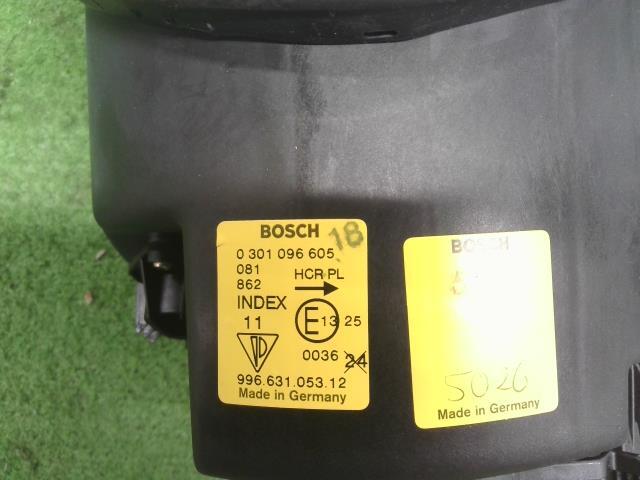 BOSCH
18
0 301 096 605
081
862
HCR-PL
INDEX
11
E13 25
0036 24
996.631.053.12
Made in Germany
BOSCH
5026
Made in Germany